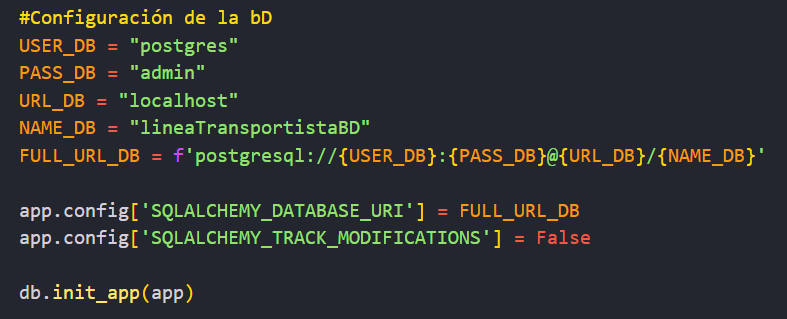 #Configuración de la bD
USER_DB = "postgres"
PASS_DB = "admin"
URL_DB = "localhost"
NAME_DB = "lineaTransportistaBD"
FULL_URL_DB = f'postgresql://{USER_DB}:{PASS_DB}@{URL_DB}/{NAME_DB}'
app.config['SQLALCHEMY_DATABASE_URI'] = FULL_URL_DB
app.config['SQLALCHEMY_TRACK_MODIFICATIONS'] = False
db.init_app(app)